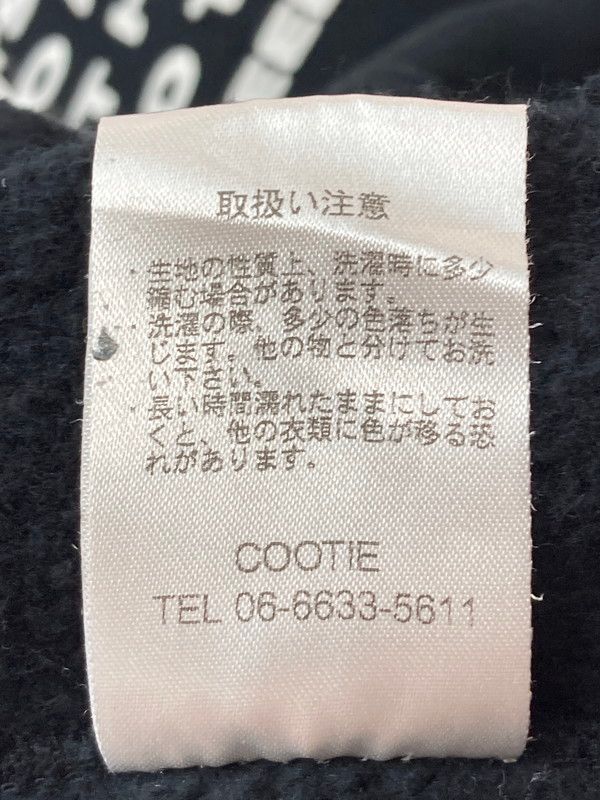 取扱い注意
・生地の性質上、洗濯時に多少
縮む場合があります。
・洗濯の際、多少の色落ちが生
じます。他の物と分けてお洗
い下さい。
・長い時間濡れたままにしてお
くと、他の衣類に色が移る恐
れがあります。
COOTIE
TEL 06-6633-5611